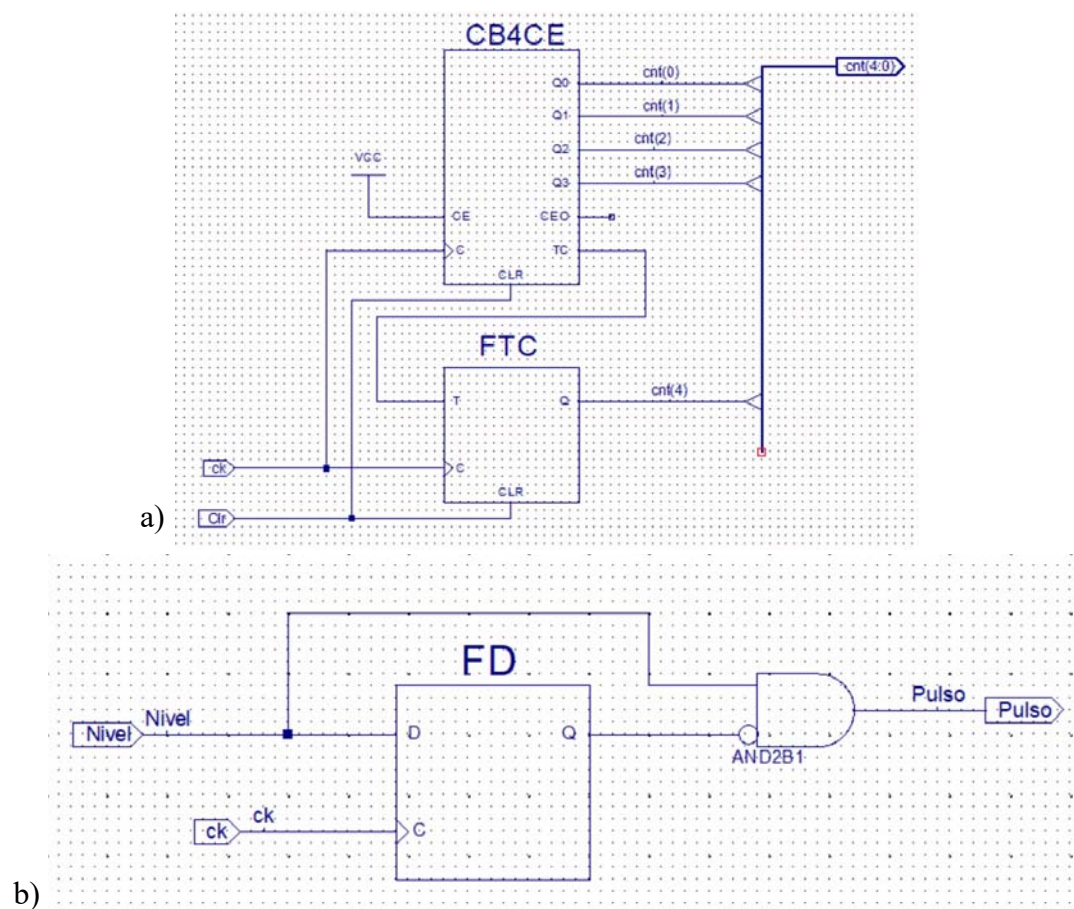 CB4CE
Q0
cnt(0)
cnt(4:0)
Q1
cnt(1)
Q2
cnt(2)
VCC
Q3
cnt(3)
CE
CEO
C
TC
CLR
FTC
T
Q
cnt(4)
ck
C
CLR
Clr
a)
FD
Nivel
Nivel
D
Q
Pulso
Pulso
AND2B1
ck
ck
C
b)